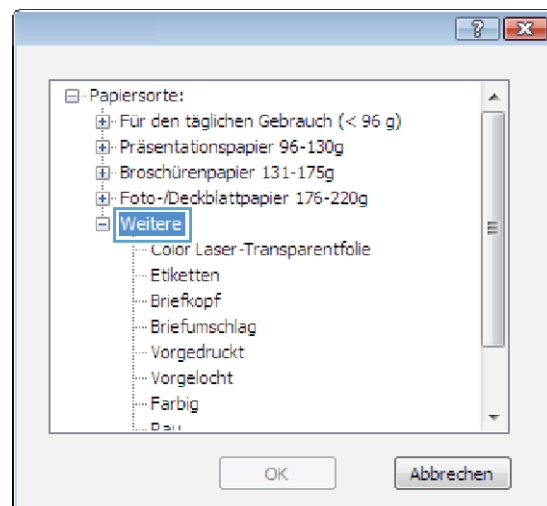 Papiersorte:
Für den täglichen Gebrauch (< 96 g)
Präsentationspapier 96-130g
Broschürenpapier 131-175g
Foto-/Deckblattpapier 176-220g
Weitere
Color Laser-Transparentfolie
Etiketten
Briefkopf
Briefumschlag
Vorgedruckt
Vorgelocht
Farbig
OK
Abbrechen